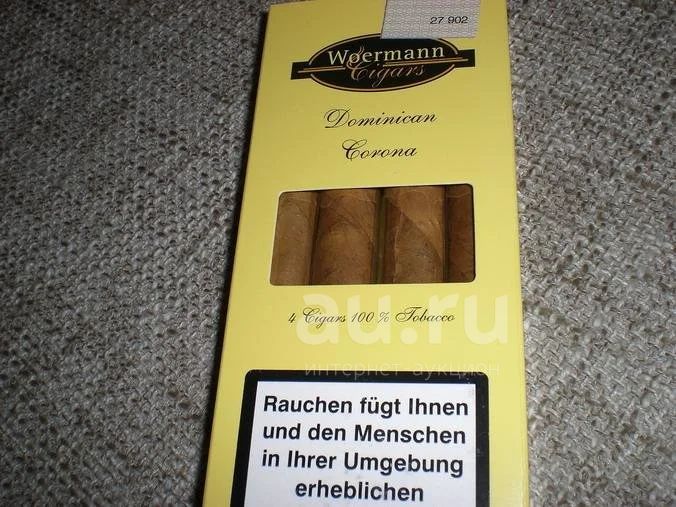 27 902
Woermann
Cigars
Dominican
Corona
4 Cigars 100 % Tobacco
au.ru
интернет аукцион
Rauchen fügt Ihnen
und den Menschen
in Ihrer Umgebung
erheblichen